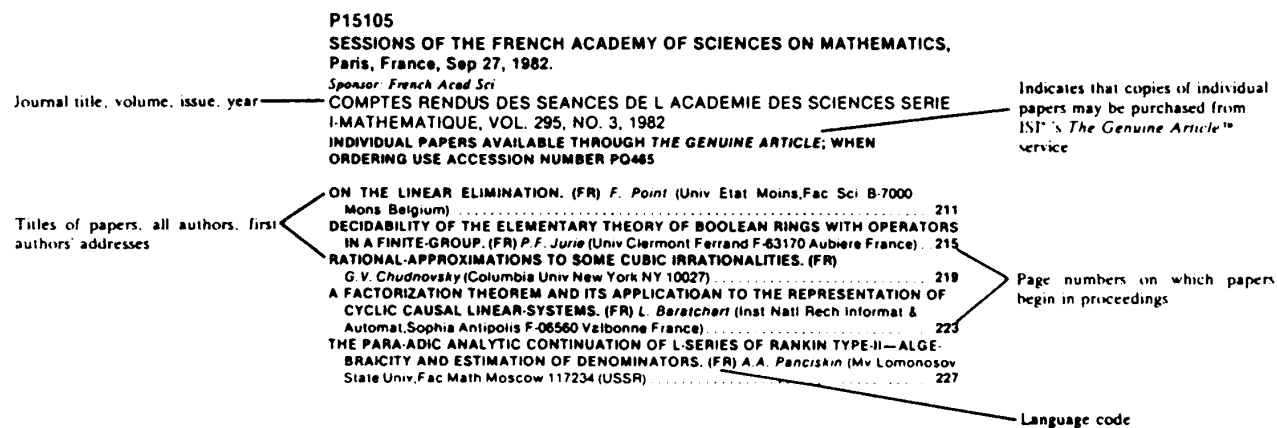 P15105
SESSIONS OF THE FRENCH ACADEMY OF SCIENCES ON MATHEMATICS,
Paris, France, Sep 27, 1982.
Sponsor: French Acad Sci
Journal title, volume, issue, year
COMPTES RENDUS DES SEANCES DE L ACADEMIE DES SCIENCES SERIE
I-MATHEMATIQUE, VOL. 295, NO. 3, 1982
INDIVIDUAL PAPERS AVAILABLE THROUGH THE GENUINE ARTICLE; WHEN
ORDERING USE ACCESSION NUMBER PO465
Indicates that copies of individual
papers may be purchased from
ISI®'s The Genuine Article™
service
Titles of papers, all authors, first
authors' addresses
ON THE LINEAR ELIMINATION. (FR) F. Point (Univ Etat Moins,Fac Sci B-7000
Mons Belgium) 211
DECIDABILITY OF THE ELEMENTARY THEORY OF BOOLEAN RINGS WITH OPERATORS
IN A FINITE-GROUP. (FR) P.F. Jurie (Univ Clermont Ferrand F-63170 Aubiere France) 215
RATIONAL-APPROXIMATIONS TO SOME CUBIC IRRATIONALITIES. (FR)
G.V. Chudnovsky (Columbia Univ New York NY 10027) 219
A FACTORIZATION THEOREM AND ITS APPLICATIOAN TO THE REPRESENTATION OF
CYCLIC CAUSAL LINEAR-SYSTEMS. (FR) L. Baratchart (Inst Natl Rech Informat &
Automat,Sophia Antipolis F-06560 Valbonne France) 223
THE PARA-ADIC ANALYTIC CONTINUATION OF L-SERIES OF RANKIN TYPE-II—ALGE-
BRAICITY AND ESTIMATION OF DENOMINATORS. (FR) A.A. Panciskin (Mv Lomonosov
State Univ,Fac Math Moscow 117234 (USSR) 227
Page numbers on which papers
begin in proceedings
Language code